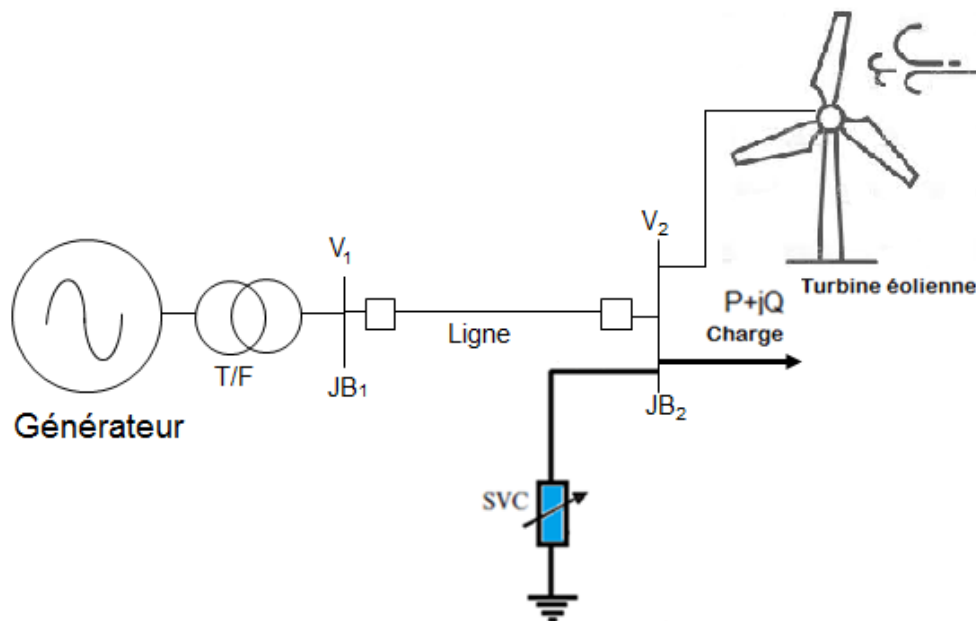 V1
V2
Turbine éolienne
P+jQ
Charge
Ligne
T/F
JB1
JB2
Générateur
SVC